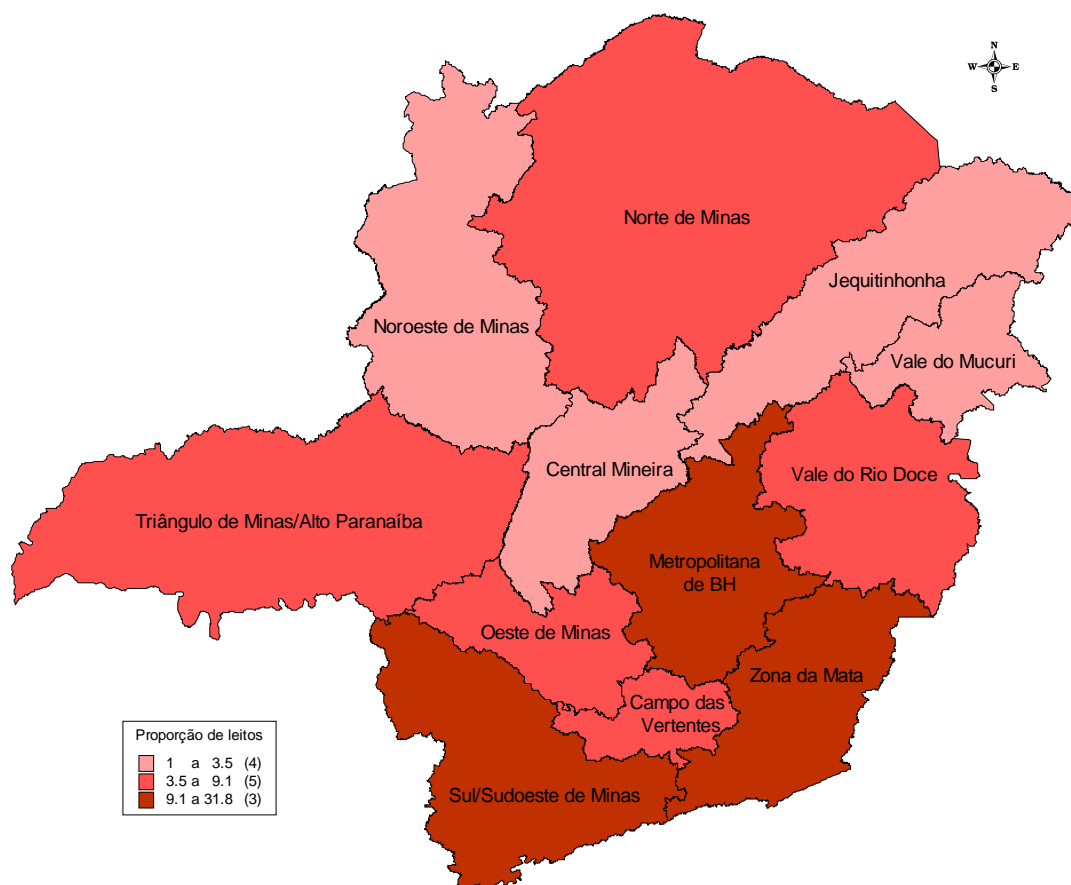 N
W E
S
Norte de Minas
Jequitinhonha
Noroeste de Minas
Vale do Mucuri
Central Mineira
Vale do Rio Doce
Triângulo de Minas/Alto Paranaíba
Metropolitana
de BH
Oeste de Minas
Zona da Mata
Campo das
Vertentes
Sul/Sudoeste de Minas
Proporção de leitos
1 a 3.5 (4)
3.5 a 9.1 (5)
9.1 a 31.8 (3)